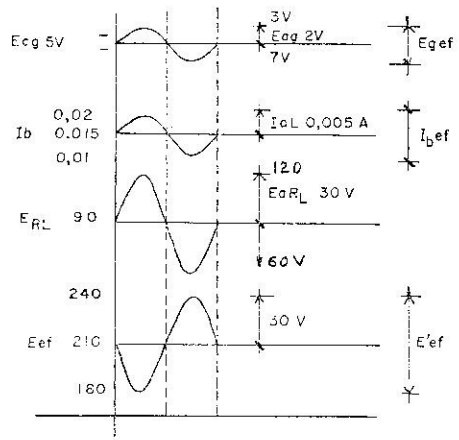 3V
Ecg 5V Eag 2V Egef
7V
0,02
Ib 0.015 IaL 0,005 A Ibef
0,01
120
EaRL 30 V
ERL 90
60 V
240
30 V
Eef 210 E'ef
180